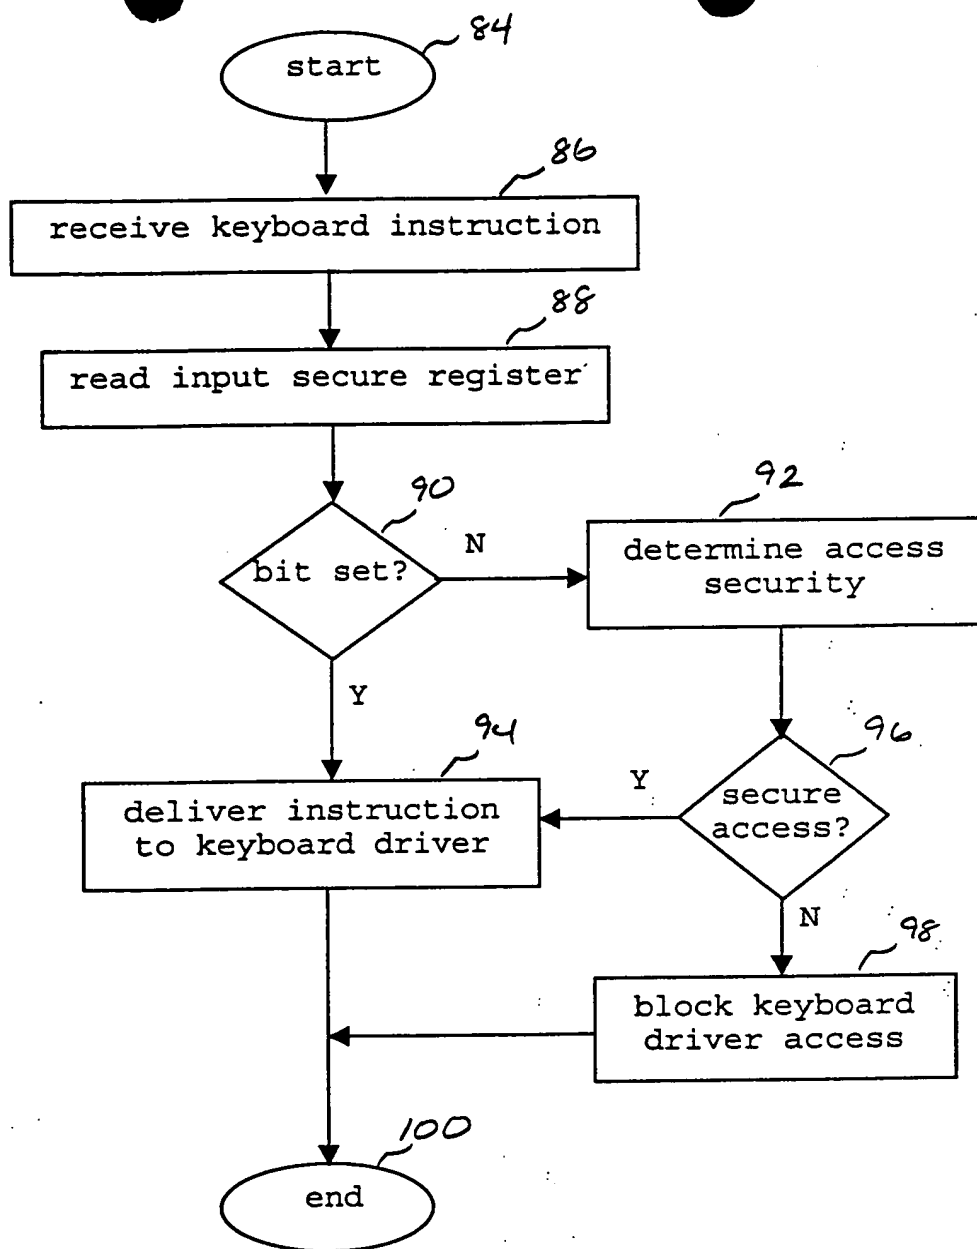 84
start
86
receive keyboard instruction
88
read input secure register
90
bit set?
N
92
determine access
security
Y
94
deliver instruction
to keyboard driver
Y
96
secure
access?
N
98
block keyboard
driver access
100
end